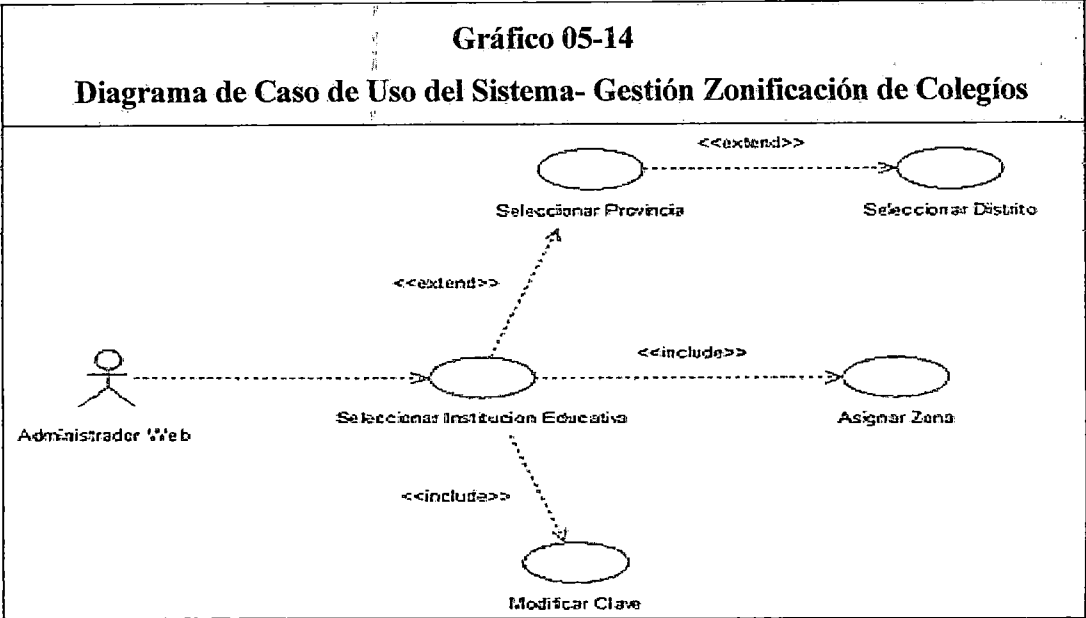 Gráfico 05-14
Diagrama de Caso de Uso del Sistema- Gestión Zonificación de Colegíos
<<extend>>
Seleccionar Provincia
Seleccionar Distrito
<<extend>>
<<include>>
Seleccionar Institucion Educativa
Asignar Zona
Administrador Web
<<include>>
Modificar Clave